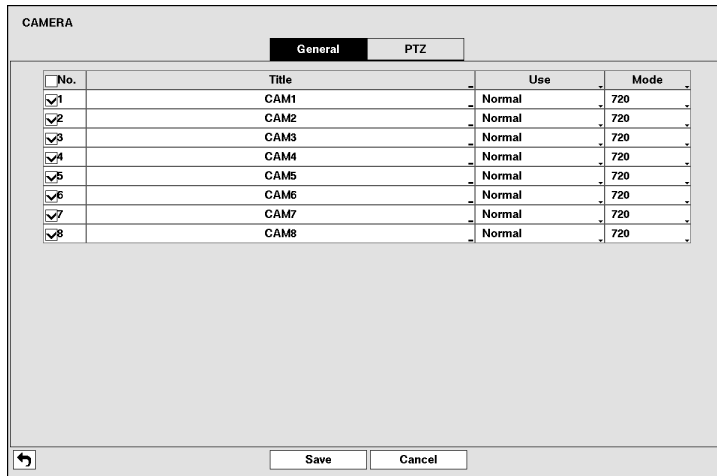 CAMERA
General PTZ
No. Title Use Mode
1 CAM1 Normal 720
2 CAM2 Normal 720
3 CAM3 Normal 720
4 CAM4 Normal 720
5 CAM5 Normal 720
6 CAM6 Normal 720
7 CAM7 Normal 720
8 CAM8 Normal 720
Save Cancel